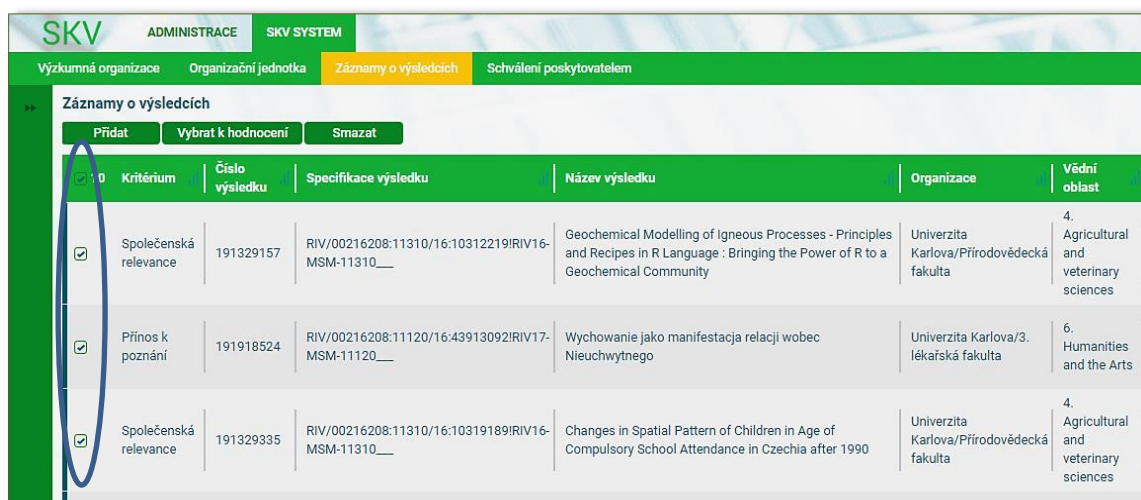 SKV ADMINISTRACE SKV SYSTEM
Výzkumná organizace Organizační jednotka Záznamy o výsledcích Schválení poskytovatelem
Záznamy o výsledcích
Přidat Vybrat k hodnocení Smazat
Kritérium Číslo výsledku Specifikace výsledku Název výsledku Organizace Vědní oblast
Společenská
relevance
191329157
RIV/00216208:11310/16:10312219!RIV16-
MSM-11310___
Geochemical Modelling of Igneous Processes - Principles
and Recipes in R Language : Bringing the Power of R to a
Geochemical Community
Univerzita
Karlova/Přírodovědecká
fakulta
4.
Agricultural
and
veterinary
sciences
Přínos k
poznání
191918524
RIV/00216208:11120/16:43913092!RIV17-
MSM-11120___
Wychowanie jako manifestacja relacji wobec
Nieuchwytnego
Univerzita Karlova/3.
lékařská fakulta
6.
Humanities
and the Arts
Společenská
relevance
191329335
RIV/00216208:11310/16:10319189!RIV16-
MSM-11310___
Changes in Spatial Pattern of Children in Age of
Compulsory School Attendance in Czechia after 1990
Univerzita
Karlova/Přírodovědecká
fakulta
4.
Agricultural
and
veterinary
sciences